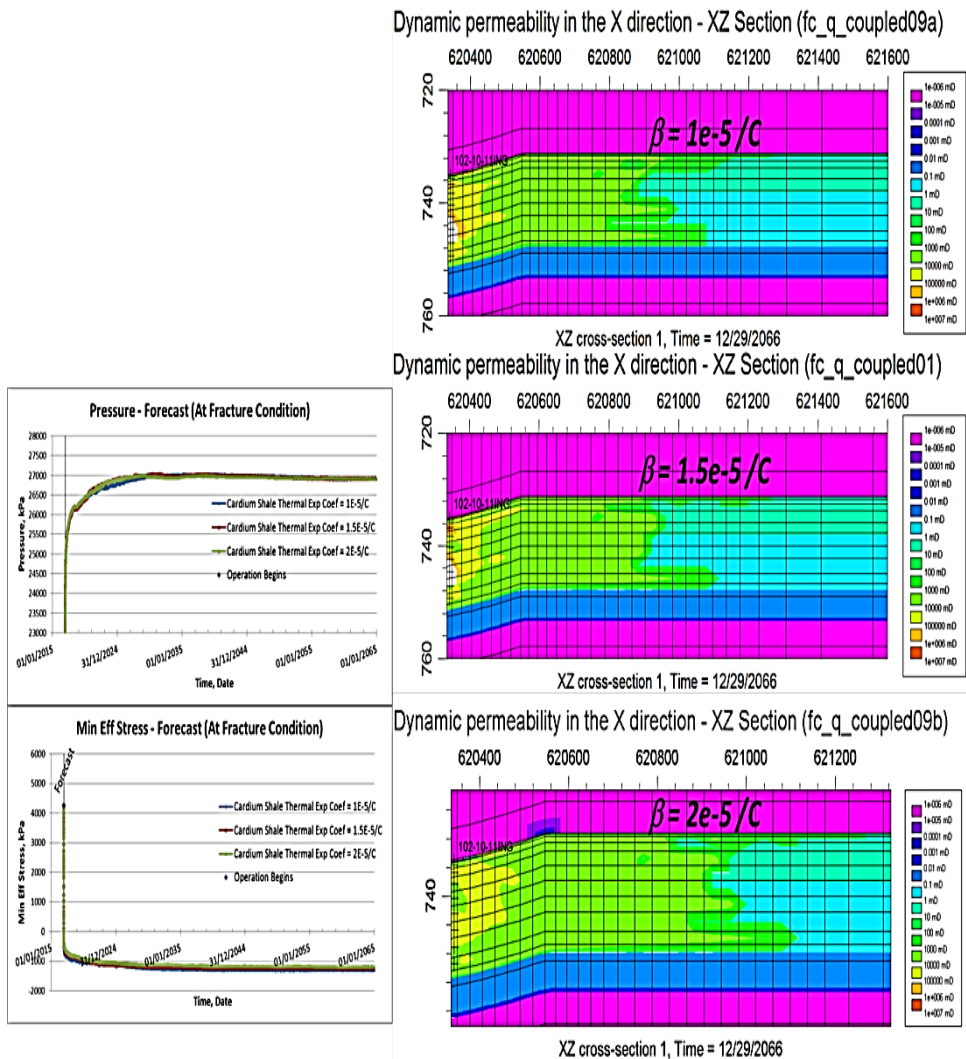 Dynamic permeability in the X direction - XZ Section (fc_q_coupled09a)
620400 620600 620800 621000 621200 621400 621600
720
740
760
β = 1e-5 /C
102-10-11ING
1e-006 mD
1e-005 mD
0.0001 mD
0.001 mD
0.01 mD
0.1 mD
1 mD
10 mD
100 mD
1000 mD
10000 mD
100000 mD
1e+006 mD
1e+007 mD
XZ cross-section 1, Time = 12/29/2066
Dynamic permeability in the X direction - XZ Section (fc_q_coupled01)
620400 620600 620800 621000 621200 621400 621600
720
740
760
β = 1.5e-5 /C
102-10-11ING
1e-006 mD
1e-005 mD
0.0001 mD
0.001 mD
0.01 mD
0.1 mD
1 mD
10 mD
100 mD
1000 mD
10000 mD
100000 mD
1e+006 mD
1e+007 mD
XZ cross-section 1, Time = 12/29/2066
Pressure - Forecast (At Fracture Condition)
Pressure, kPa
28000
27000
26000
25000
24000
23000
22000
26500
24500
23500
Cardium Shale Thermal Exp Coef = 1E-5/C
Cardium Shale Thermal Exp Coef = 1.5E-5/C
Cardium Shale Thermal Exp Coef = 2E-5/C
Operation Begins
01/01/2015 31/12/2024 01/01/2035 31/12/2044 01/01/2055 01/01/2065
Time, Date
Min Eff Stress - Forecast (At Fracture Condition)
Forecast
Min Eff Stress, kPa
6000
5000
4000
3000
2000
1000
0
-1000
-2000
Cardium Shale Thermal Exp Coef = 1E-5/C
Cardium Shale Thermal Exp Coef = 1.5E-5/C
Cardium Shale Thermal Exp Coef = 2E-5/C
Operation Begins
01/01/2015 31/12/2024 01/01/2035 31/12/2044 01/01/2055 01/01/2065
Time, Date
Dynamic permeability in the X direction - XZ Section (fc_q_coupled09b)
620400 620600 620800 621000 621200
740
β = 2e-5 /C
102-10-11ING
1e-006 mD
1e-005 mD
0.0001 mD
0.001 mD
0.01 mD
0.1 mD
1 mD
10 mD
100 mD
1000 mD
10000 mD
100000 mD
1e+006 mD
1e+007 mD
XZ cross-section 1, Time = 12/29/2066